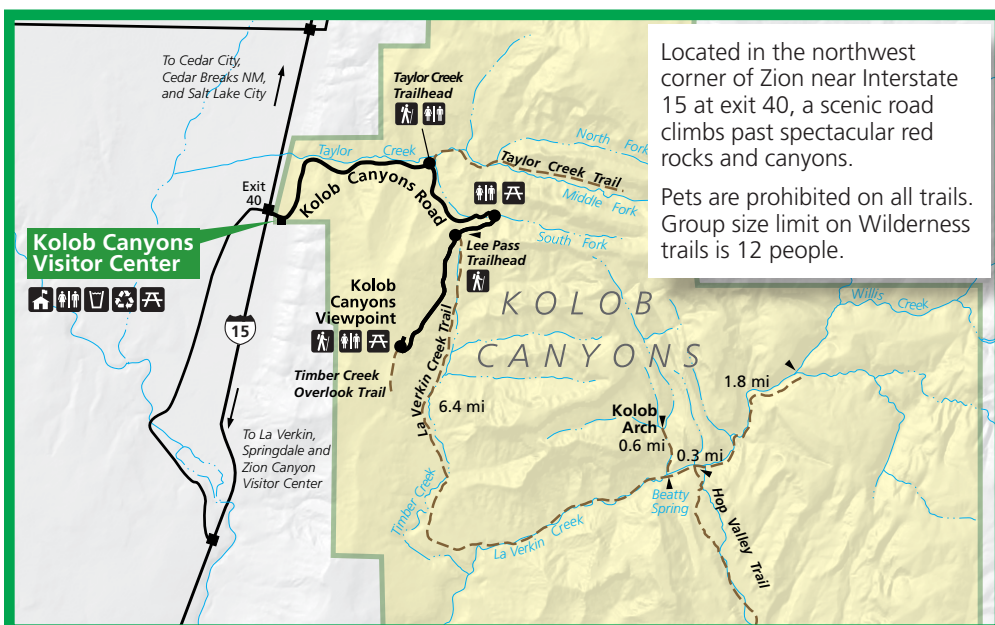 Located in the northwest
corner of Zion near Interstate
15 at exit 40, a scenic road
climbs past spectacular red
rocks and canyons.
Pets are prohibited on all trails.
Group size limit on Wilderness
trails is 12 people.
To Cedar City,
Cedar Breaks NM,
and Salt Lake City
Taylor Creek
Trailhead
North Fork
Taylor Creek
Taylor Creek Trail
Middle Fork
Exit
40
Kolob Canyons Road
South Fork
Kolob Canyons
Visitor Center
Lee Pass
Trailhead
Kolob
Canyons
Viewpoint
KOLOB
CANYONS
Willis Creek
15
Timber Creek
Overlook Trail
La Verkin Creek Trail
6.4 mi
1.8 mi
Kolob
Arch
0.6 mi
0.3 mi
To La Verkin,
Springdale and
Zion Canyon
Visitor Center
Timber Creek
Beatty
Spring
La Verkin Creek
Hop Valley Trail